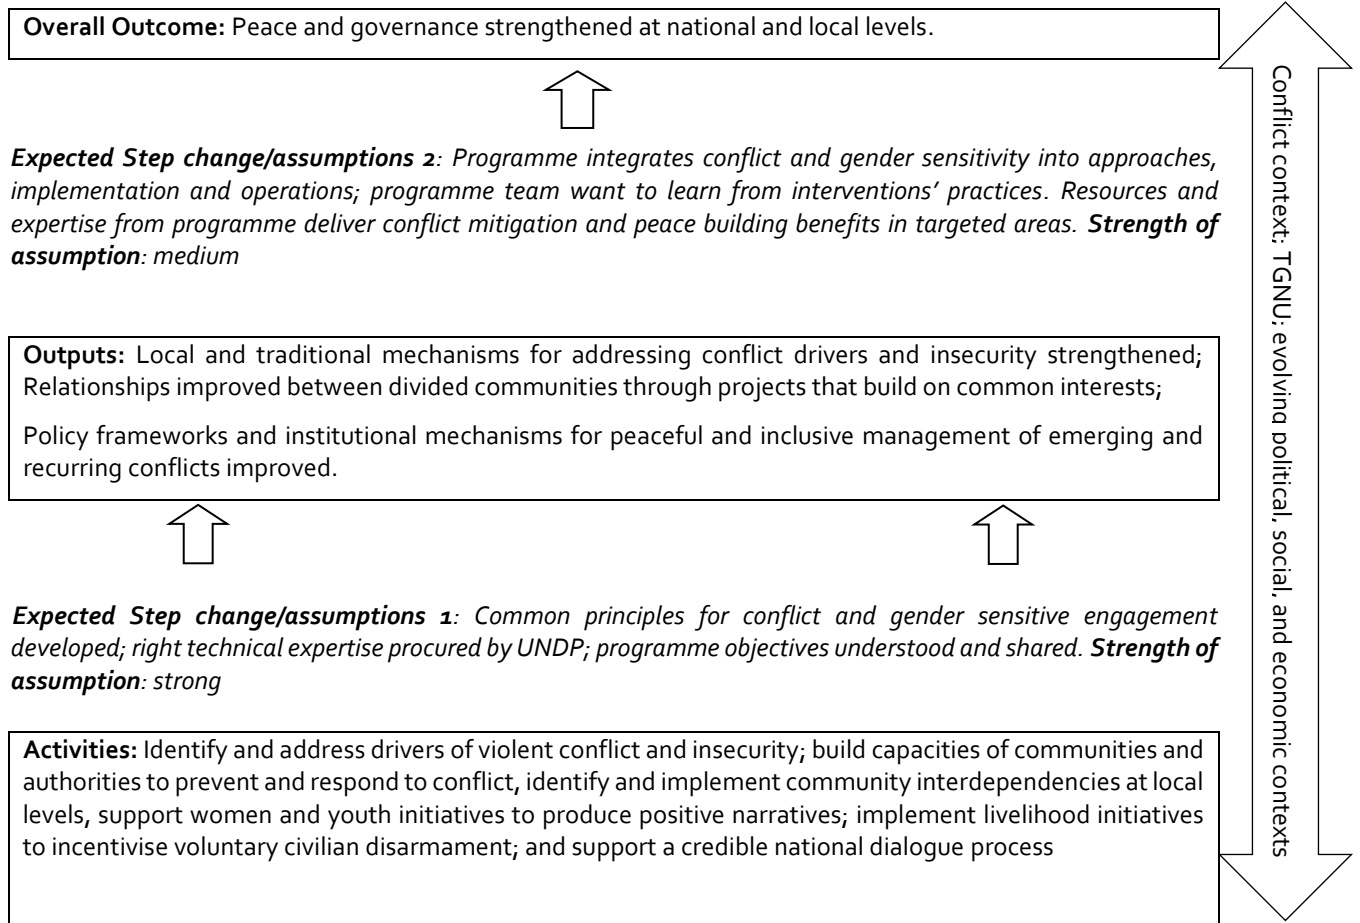 Overall Outcome: Peace and governance strengthened at national and local levels.
Expected Step change/assumptions 2: Programme integrates conflict and gender sensitivity into approaches,
implementation and operations; programme team want to learn from interventions’ practices. Resources and
expertise from programme deliver conflict mitigation and peace building benefits in targeted areas. Strength of
assumption: medium
Outputs: Local and traditional mechanisms for addressing conflict drivers and insecurity strengthened;
Relationships improved between divided communities through projects that build on common interests;
Policy frameworks and institutional mechanisms for peaceful and inclusive management of emerging and
recurring conflicts improved.
Expected Step change/assumptions 1: Common principles for conflict and gender sensitive engagement
developed; right technical expertise procured by UNDP; programme objectives understood and shared. Strength of
assumption: strong
Activities: Identify and address drivers of violent conflict and insecurity; build capacities of communities and
authorities to prevent and respond to conflict, identify and implement community interdependencies at local
levels, support women and youth initiatives to produce positive narratives; implement livelihood initiatives
to incentivise voluntary civilian disarmament; and support a credible national dialogue process
Conflict context; TGNU; evolving political, social, and economic contexts